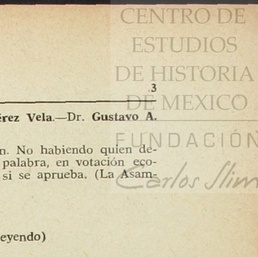 CENTRO DE
ESTUDIOS
DE HISTORIA
DE MEXICO
FUNDACIÓN
Carlos Slim
3
érez Vela.—Dr. Gustavo A.
n. No habiendo quien de-
palabra, en votación eco-
si se aprueba. (La Asam-
eyendo)